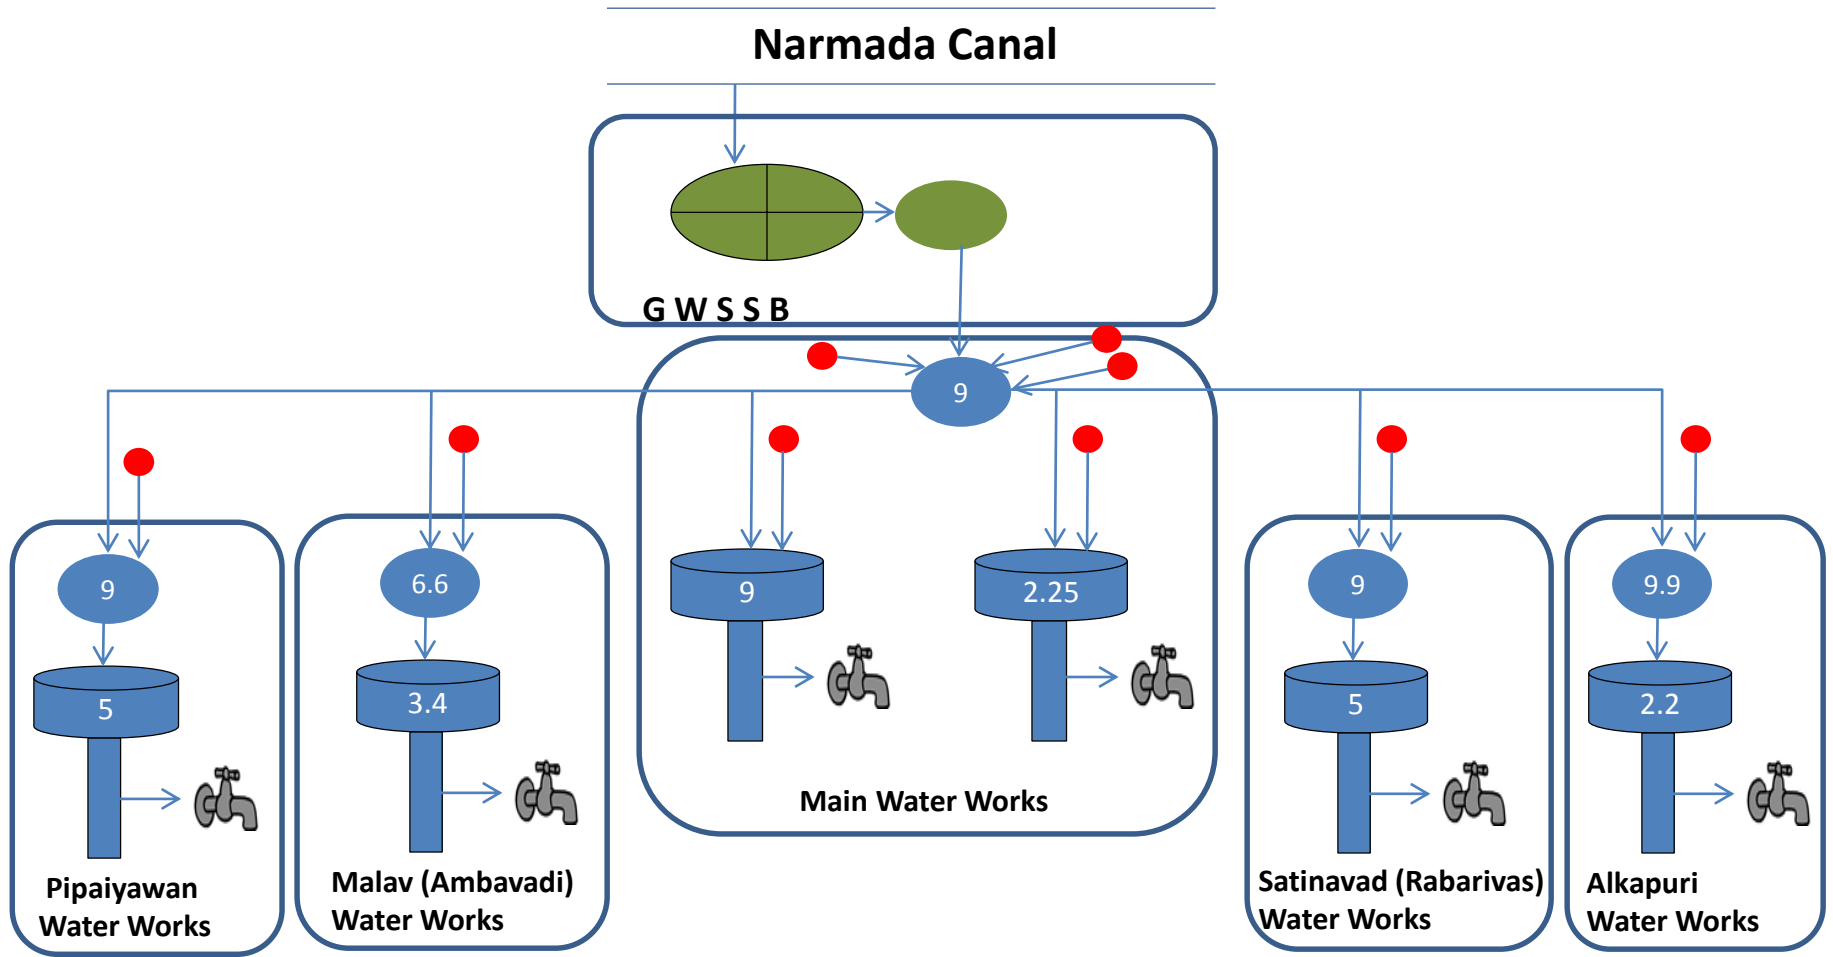 Narmada Canal
G W S S B
9
9
6.6
9
2.25
9
9.9
5
3.4
5
2.2
Main Water Works
Pipaiyawan
Water Works
Malav (Ambavadi)
Water Works
Satinavad (Rabarivas)
Water Works
Alkapuri
Water Works